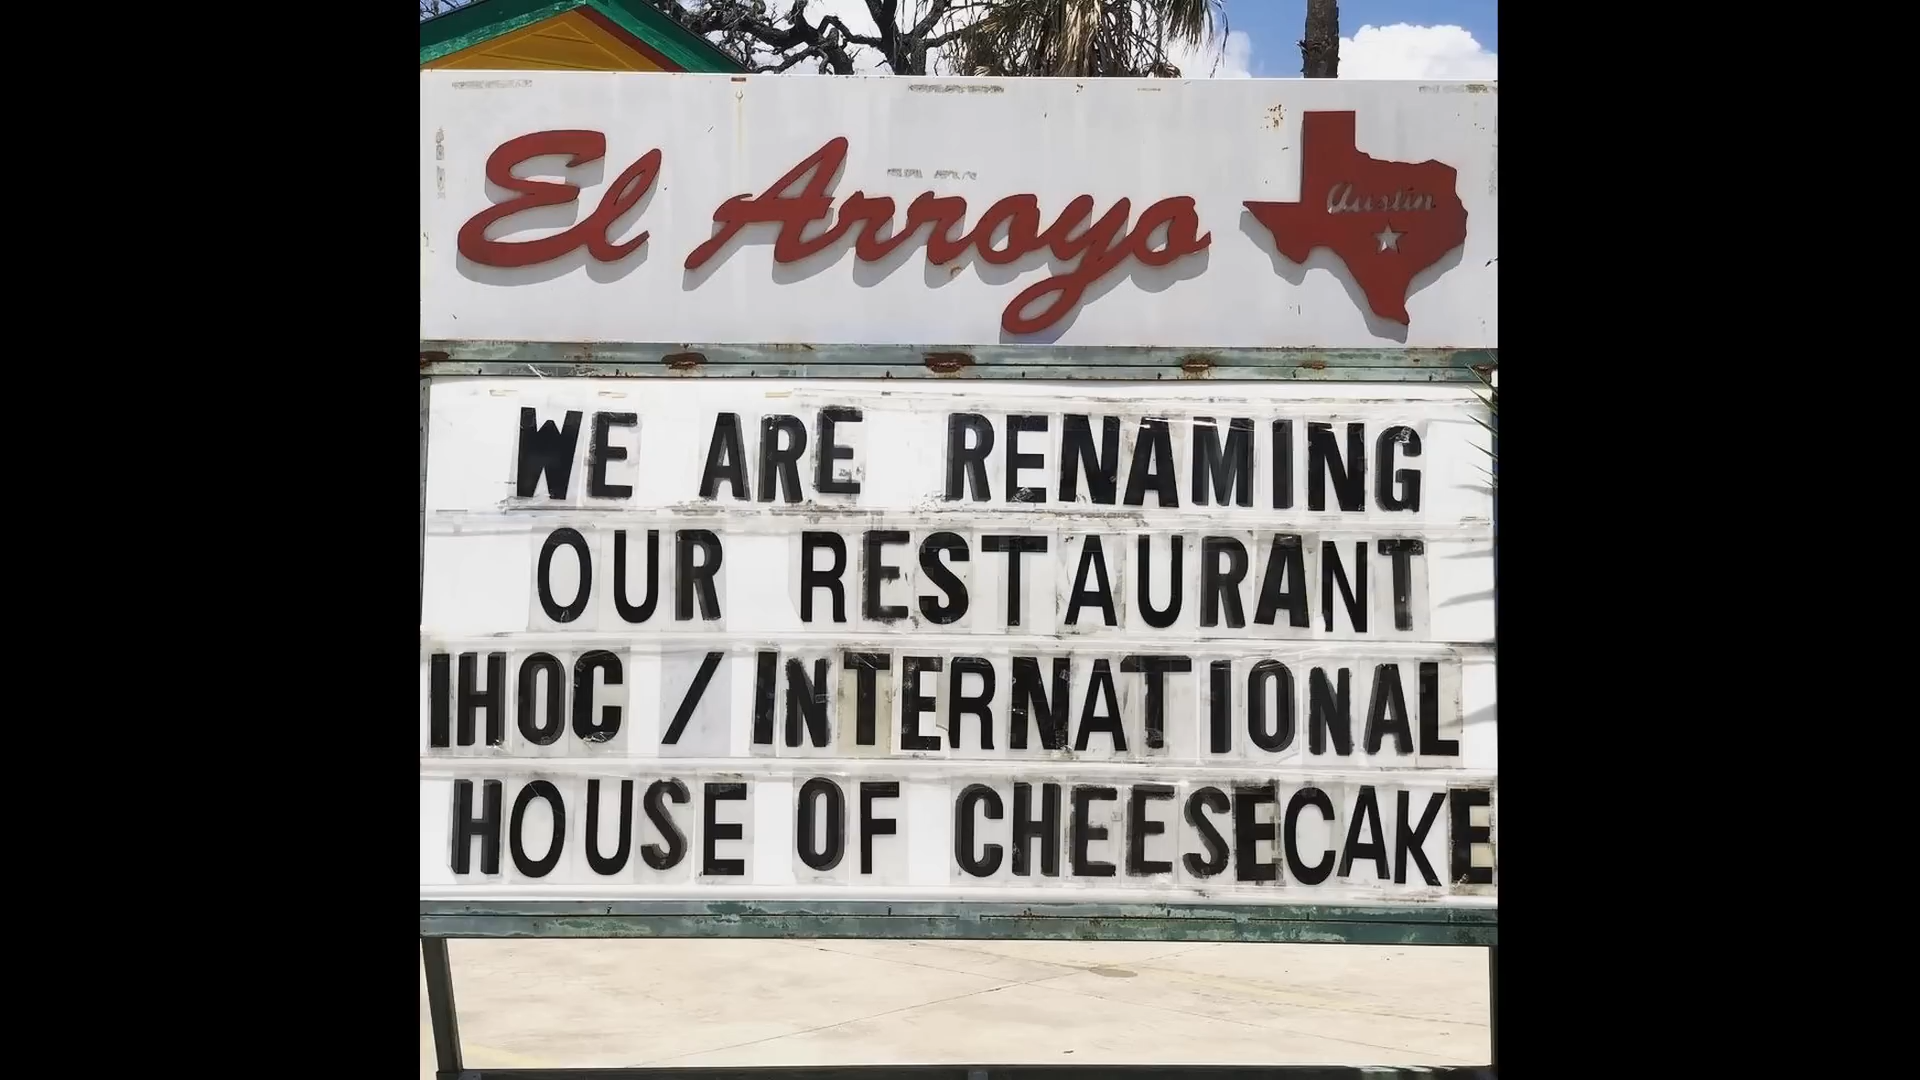 El Arroyo
Austin
WE ARE RENAMING
OUR RESTAURANT
IHOC / INTERNATIONAL
HOUSE OF CHEESECAKE